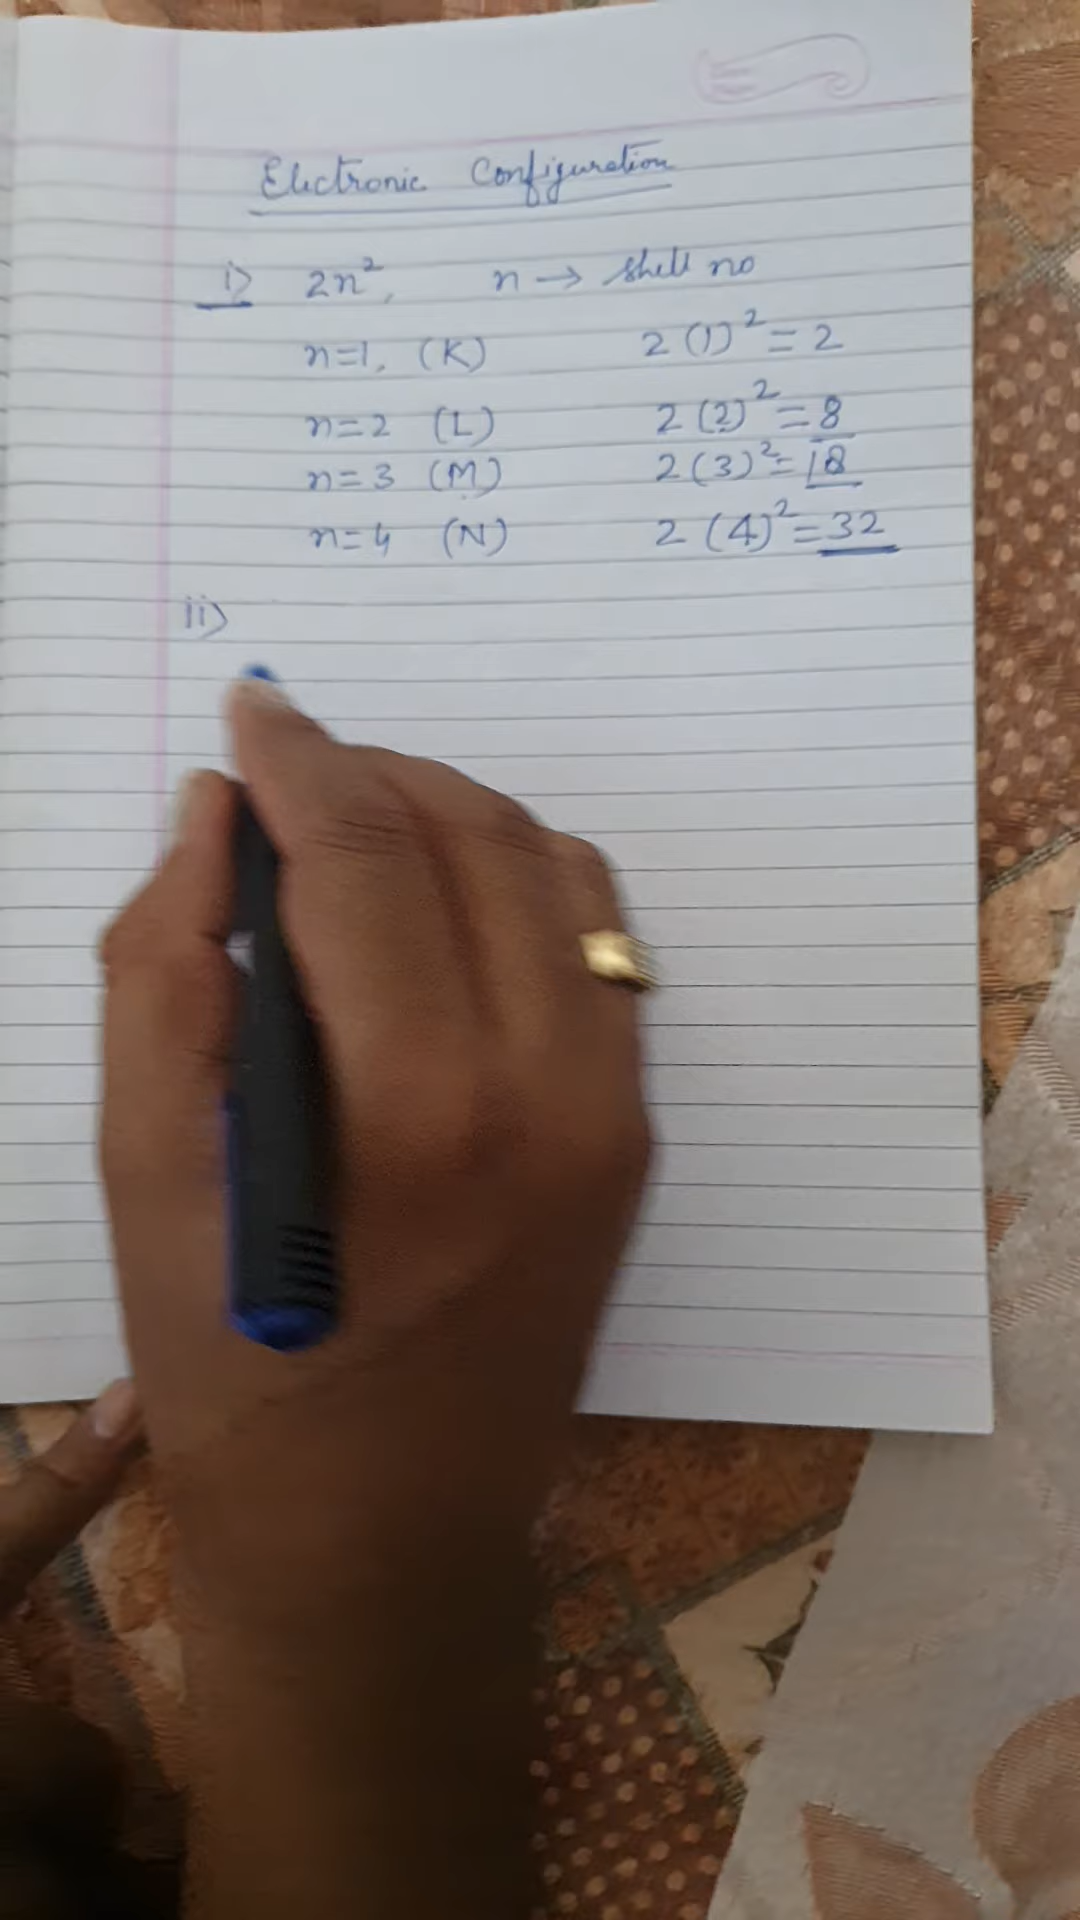 Electronic Configuration
i) 2n², n → shell no
n=1, (K) 2 (1)² = 2
n=2 (L) 2 (2)² = 8
n=3 (M) 2 (3)² = 18
n=4 (N) 2 (4)² = 32
ii)